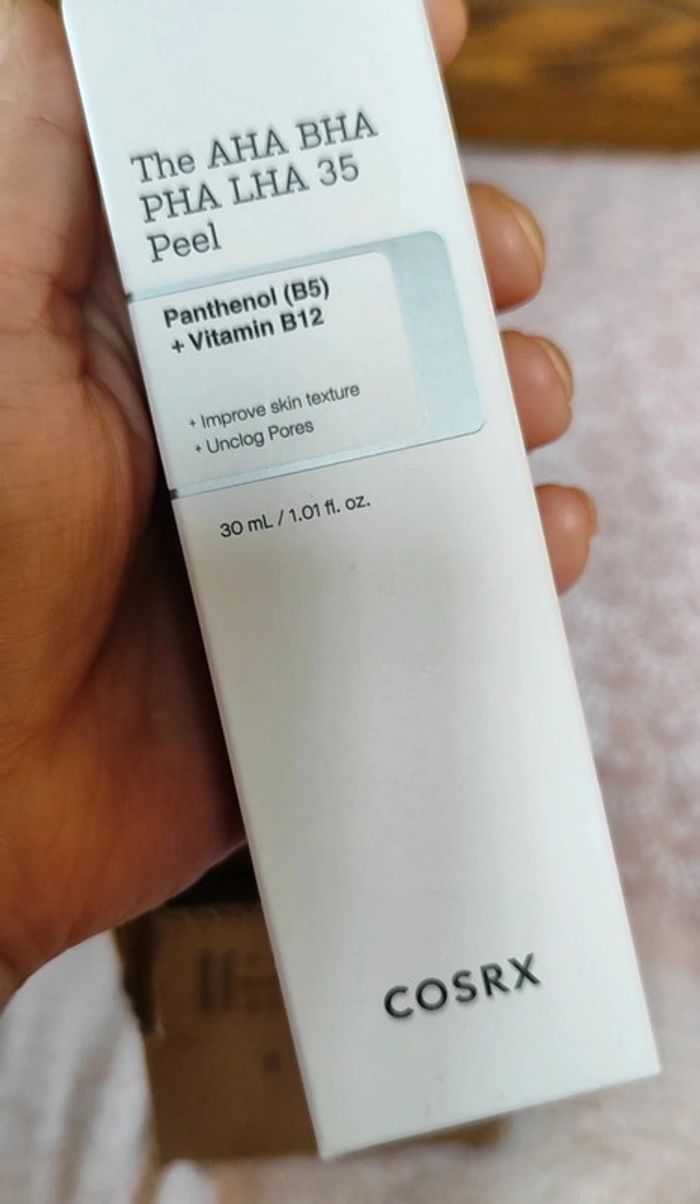 The AHA BHA
PHA LHA 35
Peel
Panthenol (B5)
+ Vitamin B12
+ Improve skin texture
+ Unclog Pores
30 mL / 1.01 fl. oz.
COSRX